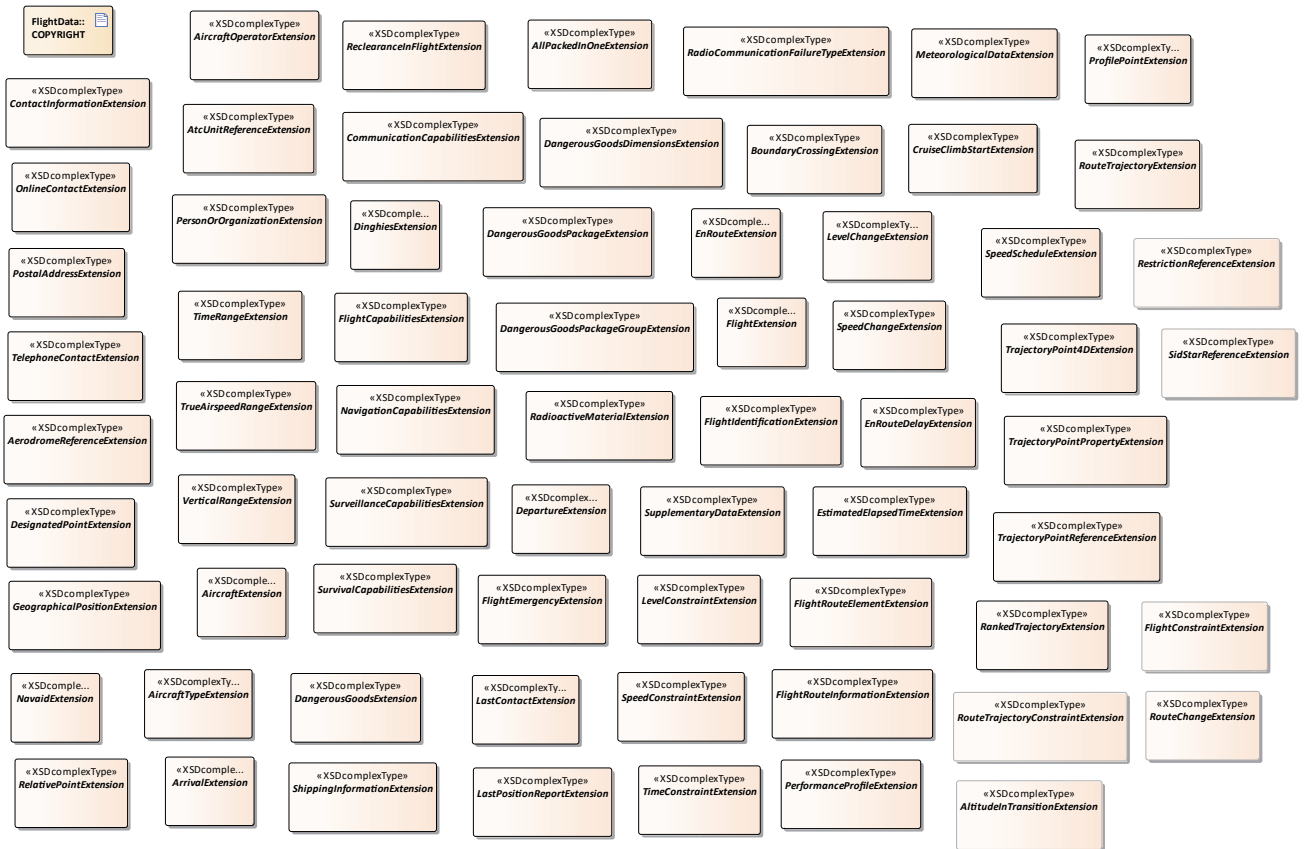 FlightData::
COPYRIGHT
«XSDcomplexType»
AircraftOperatorExtension
«XSDcomplexType»
ReclearanceInFlightExtension
«XSDcomplexType»
AllPackedInOneExtension
«XSDcomplexType»
RadioCommunicationFailureTypeExtension
«XSDcomplexType»
MeteorologicalDataExtension
«XSDcomplexTy...
ProfilePointExtension
«XSDcomplexType»
ContactInformationExtension
«XSDcomplexType»
AtcUnitReferenceExtension
«XSDcomplexType»
CommunicationCapabilitiesExtension
«XSDcomplexType»
DangerousGoodsDimensionsExtension
«XSDcomplexType»
BoundaryCrossingExtension
«XSDcomplexType»
CruiseClimbStartExtension
«XSDcomplexType»
RouteTrajectoryExtension
«XSDcomplexType»
OnlineContactExtension
«XSDcomplexType»
PersonOrOrganizationExtension
«XSDcomple...
DinghiesExtension
«XSDcomplexType»
DangerousGoodsPackageExtension
«XSDcomple...
EnRouteExtension
«XSDcomplexTy...
LevelChangeExtension
«XSDcomplexType»
SpeedScheduleExtension
«XSDcomplexType»
RestrictionReferenceExtension
«XSDcomplexType»
PostalAddressExtension
«XSDcomplexType»
TimeRangeExtension
«XSDcomplexType»
FlightCapabilitiesExtension
«XSDcomplexType»
DangerousGoodsPackageGroupExtension
«XSDcomple...
FlightExtension
«XSDcomplexType»
SpeedChangeExtension
«XSDcomplexType»
TrajectoryPoint4DExtension
«XSDcomplexType»
SidStarReferenceExtension
«XSDcomplexType»
TelephoneContactExtension
«XSDcomplexType»
TrueAirspeedRangeExtension
«XSDcomplexType»
NavigationCapabilitiesExtension
«XSDcomplexType»
RadioactiveMaterialExtension
«XSDcomplexType»
FlightIdentificationExtension
«XSDcomplexType»
EnRouteDelayExtension
«XSDcomplexType»
TrajectoryPointPropertyExtension
«XSDcomplexType»
AerodromeReferenceExtension
«XSDcomplexType»
VerticalRangeExtension
«XSDcomplexType»
SurveillanceCapabilitiesExtension
«XSDcomplex...
DepartureExtension
«XSDcomplexType»
SupplementaryDataExtension
«XSDcomplexType»
EstimatedElapsedTimeExtension
«XSDcomplexType»
TrajectoryPointReferenceExtension
«XSDcomplexType»
DesignatedPointExtension
«XSDcomple...
AircraftExtension
«XSDcomplexType»
SurvivalCapabilitiesExtension
«XSDcomplexType»
FlightEmergencyExtension
«XSDcomplexType»
LevelConstraintExtension
«XSDcomplexType»
FlightRouteElementExtension
«XSDcomplexType»
RankedTrajectoryExtension
«XSDcomplexType»
FlightConstraintExtension
«XSDcomplexType»
GeographicalPositionExtension
«XSDcomple...
NavaidExtension
«XSDcomplexTy...
AircraftTypeExtension
«XSDcomplexType»
DangerousGoodsExtension
«XSDcomplexTy...
LastContactExtension
«XSDcomplexType»
SpeedConstraintExtension
«XSDcomplexType»
FlightRouteInformationExtension
«XSDcomplexType»
RouteTrajectoryConstraintExtension
«XSDcomplexType»
RouteChangeExtension
«XSDcomplexType»
RelativePointExtension
«XSDcomple...
ArrivalExtension
«XSDcomplexType»
ShippingInformationExtension
«XSDcomplexType»
LastPositionReportExtension
«XSDcomplexType»
TimeConstraintExtension
«XSDcomplexType»
PerformanceProfileExtension
«XSDcomplexType»
AltitudeInTransitionExtension